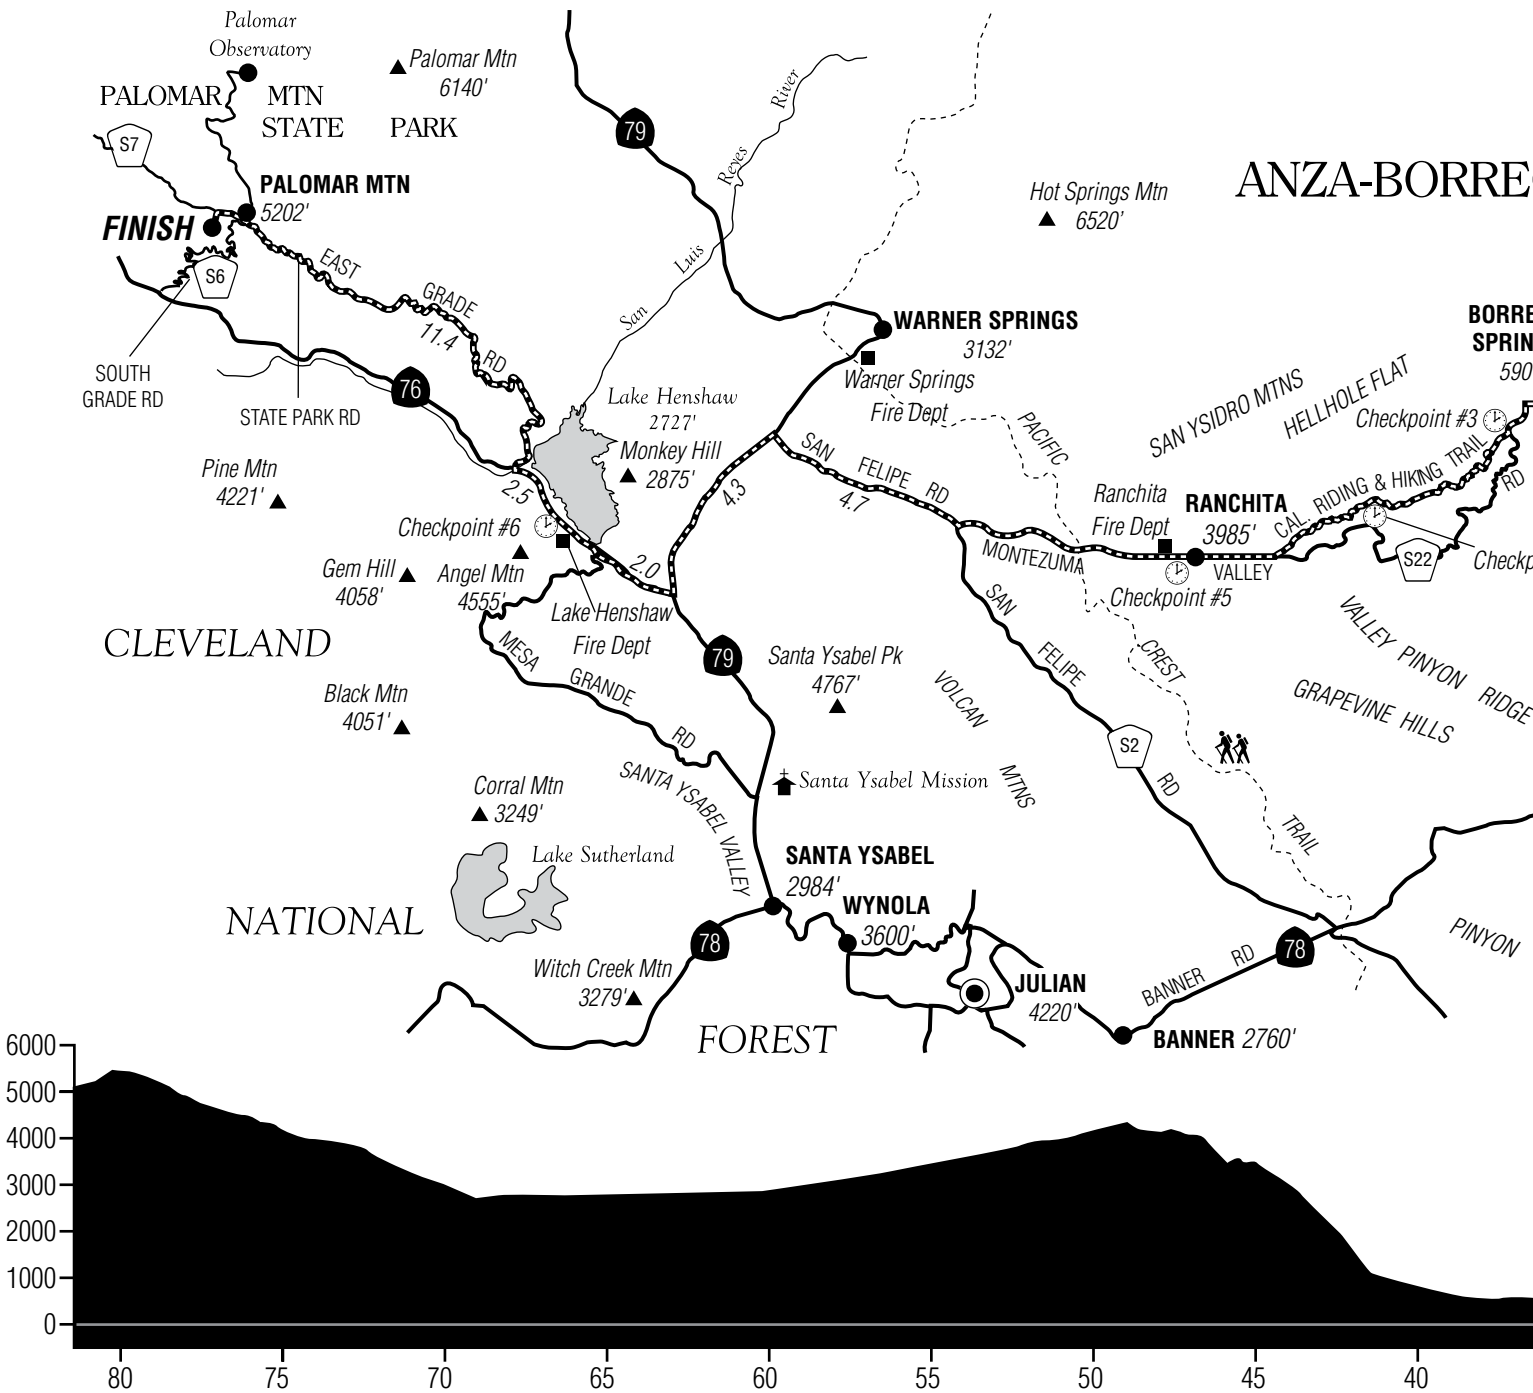 Palomar
Observatory
Palomar Mtn
6140'
PALOMAR MTN
STATE PARK
S7
79
River
Reyes
Luis
San
ANZA-BORRE
PALOMAR MTN
5202'
FINISH
S6
EAST
GRADE
RD
11.4
Hot Springs Mtn
6520'
SOUTH
GRADE RD
STATE PARK RD
76
WARNER SPRINGS
3132'
Warner Springs
Fire Dept
Lake Henshaw
2727'
Monkey Hill
2875'
BORRE
SPRIN
590
SAN YSIDRO MTNS
HELLHOLE FLAT
Checkpoint #3
PACIFIC
SAN
FELIPE
RD
4.7
4.3
Pine Mtn
4221'
2.5
Checkpoint #6
Ranchita
Fire Dept
RANCHITA
3985'
CAL. RIDING & HIKING TRAIL
RD
S22
Checkp
MONTEZUMA
VALLEY
Checkpoint #5
Gem Hill
4058'
Angel Mtn
4555'
2.0
Lake Henshaw
Fire Dept
CLEVELAND
MESA
GRANDE
RD
79
Santa Ysabel Pk
4767'
SAN
FELIPE
RD
S2
CREST
TRAIL
VALLEY PINYON RIDGE
GRAPEVINE HILLS
Black Mtn
4051'
VOLCAN
MTNS
Santa Ysabel Mission
SANTA YSABEL VALLEY
Corral Mtn
3249'
Lake Sutherland
SANTA YSABEL
2984'
WYNOLA
3600'
NATIONAL
78
Witch Creek Mtn
3279'
FOREST
JULIAN
4220'
BANNER RD
78
BANNER 2760'
PINYON
6000
5000
4000
3000
2000
1000
0
80 75 70 65 60 55 50 45 40